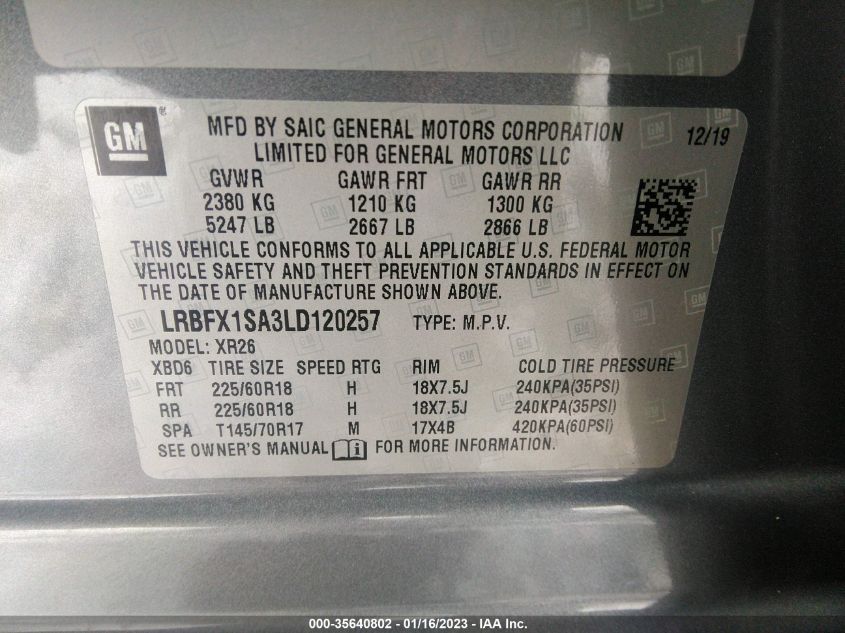 GM
®
MFD BY SAIC GENERAL MOTORS CORPORATION 12/19
LIMITED FOR GENERAL MOTORS LLC
GVWR GAWR FRT GAWR RR
2380 KG 1210 KG 1300 KG
5247 LB 2667 LB 2866 LB
THIS VEHICLE CONFORMS TO ALL APPLICABLE U.S. FEDERAL MOTOR
VEHICLE SAFETY AND THEFT PREVENTION STANDARDS IN EFFECT ON
THE DATE OF MANUFACTURE SHOWN ABOVE.
LRBFX1SA3LD120257 TYPE: M.P.V.
MODEL: XR26
XBD6 TIRE SIZE SPEED RTG RIM COLD TIRE PRESSURE
FRT 225/60R18 H 18X7.5J 240KPA(35PSI)
RR 225/60R18 H 18X7.5J 240KPA(35PSI)
SPA T145/70R17 M 17X4B 420KPA(60PSI)
SEE OWNER'S MANUAL i FOR MORE INFORMATION.
000-35640802 - 01/16/2023 - IAA Inc.